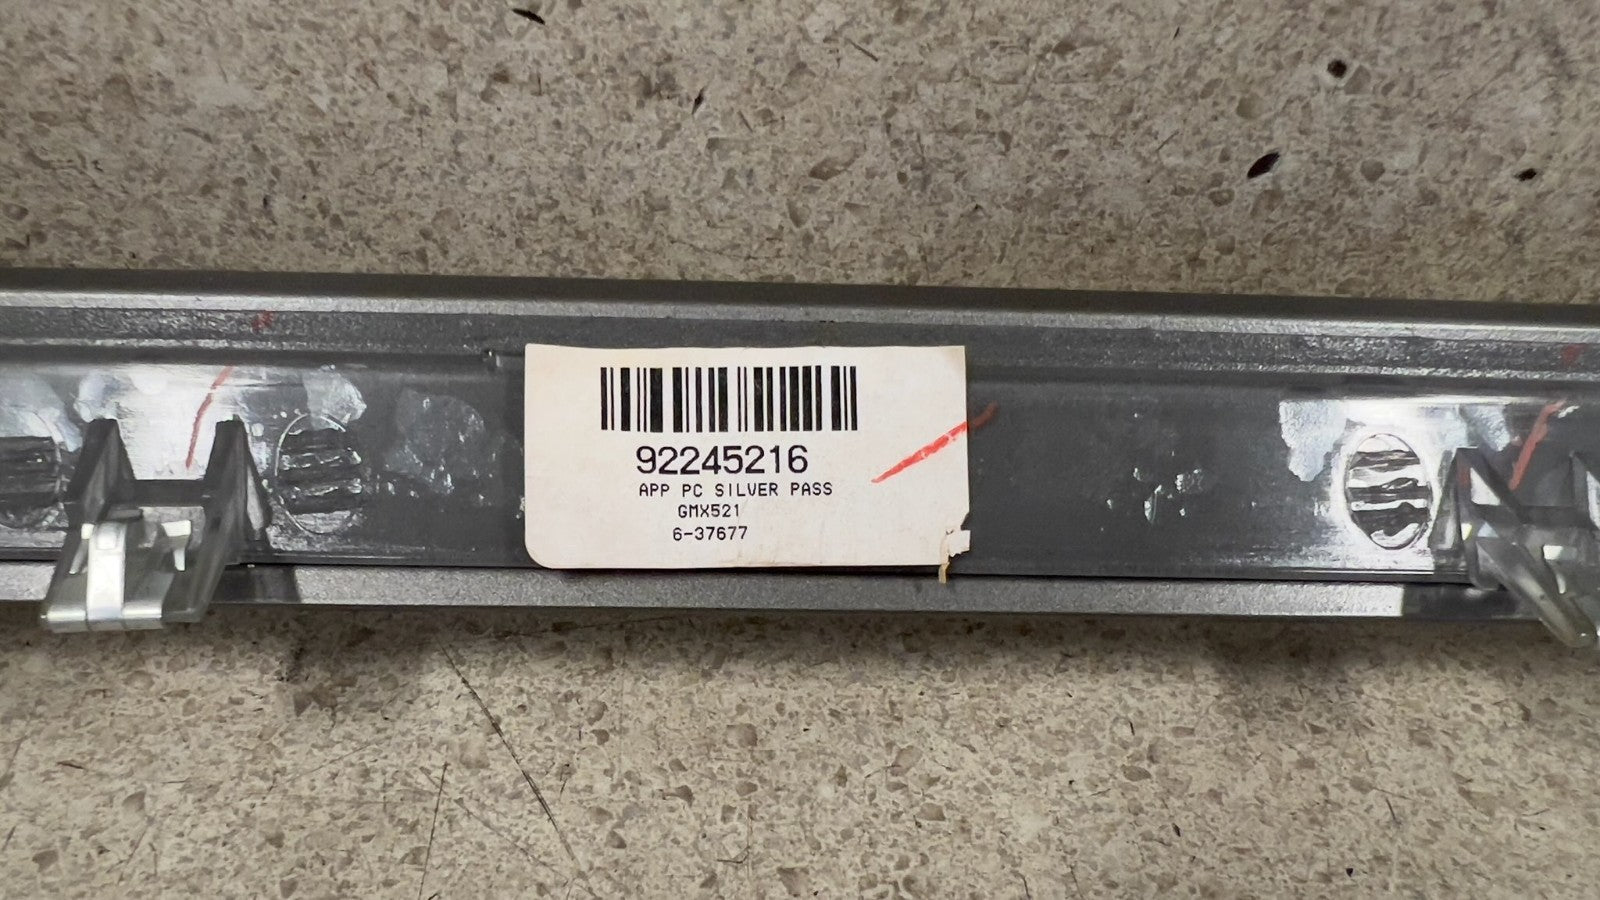 92245216
APP PC SILVER PASS
GMX521
6-37677